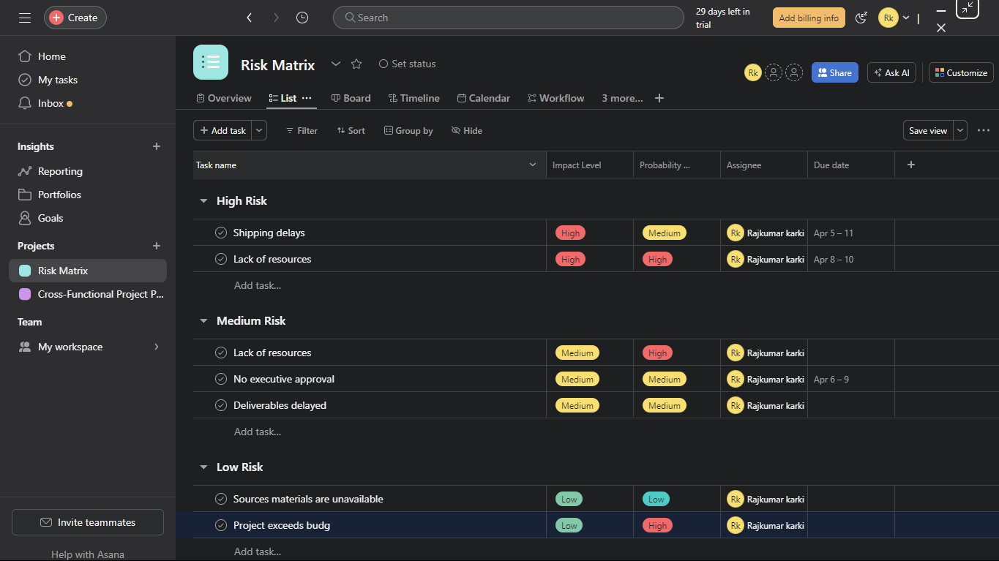 Create
Search
29 days left in
trial
Add billing info
Rk
Home
My tasks
Inbox
Insights
Reporting
Portfolios
Goals
Projects
Risk Matrix
Cross-Functional Project P...
Team
My workspace
Invite teammates
Help with Asana
Risk Matrix
Set status
Rk
Share
Ask AI
Customize
Overview
List
Board
Timeline
Calendar
Workflow
3 more...
Add task
Filter
Sort
Group by
Hide
Save view
Task name Impact Level Probability ... Assignee Due date
High Risk
Shipping delays High Medium Rk Rajkumar karki Apr 5 – 11
Lack of resources High High Rk Rajkumar karki Apr 8 – 10
Add task...
Medium Risk
Lack of resources Medium High Rk Rajkumar karki
No executive approval Medium Medium Rk Rajkumar karki Apr 6 – 9
Deliverables delayed Medium Medium Rk Rajkumar karki
Add task...
Low Risk
Sources materials are unavailable Low Low Rk Rajkumar karki
Project exceeds budg Low High Rk Rajkumar karki
Add task...